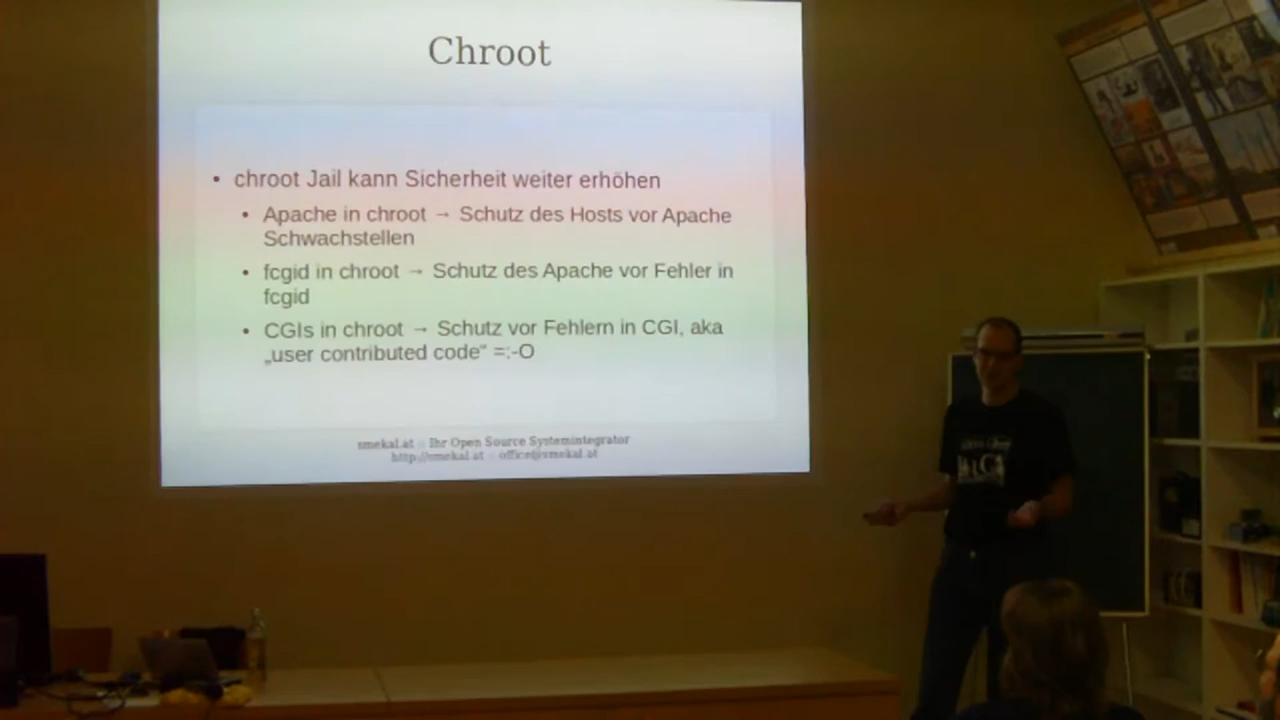 Chroot
• chroot Jail kann Sicherheit weiter erhöhen
• Apache in chroot → Schutz des Hosts vor Apache
Schwachstellen
• fcgid in chroot → Schutz des Apache vor Fehler in
fcgid
• CGIs in chroot → Schutz vor Fehlern in CGI, aka
„user contributed code“ =:-O
smekal.at :: Ihr Open Source Systemintegrator
http://smekal.at :: office@smekal.at